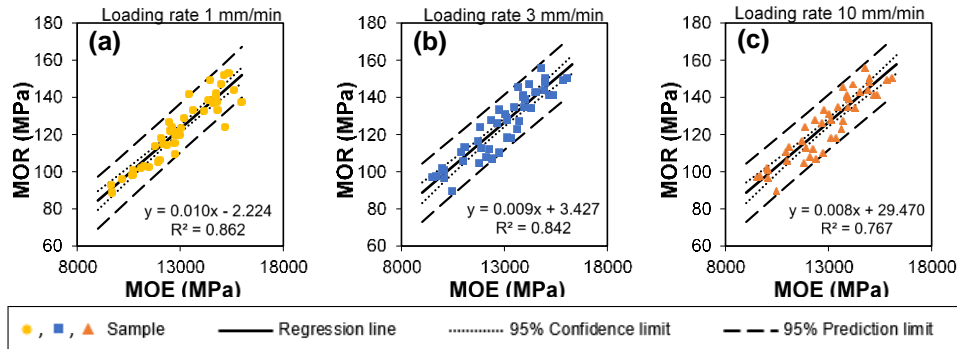 Loading rate 1 mm/min
180
160
140
120
100
80
60
MOR (MPa)
(a)
y = 0.010x - 2.224
R² = 0.862
8000 13000 18000
MOE (MPa)
Loading rate 3 mm/min
180
160
140
120
100
80
60
MOR (MPa)
(b)
y = 0.009x + 3.427
R² = 0.842
8000 13000 18000
MOE (MPa)
Loading rate 10 mm/min
180
160
140
120
100
80
60
MOR (MPa)
(c)
y = 0.008x + 29.470
R² = 0.767
8000 13000 18000
MOE (MPa)
, , Sample Regression line 95% Confidence limit 95% Prediction limit